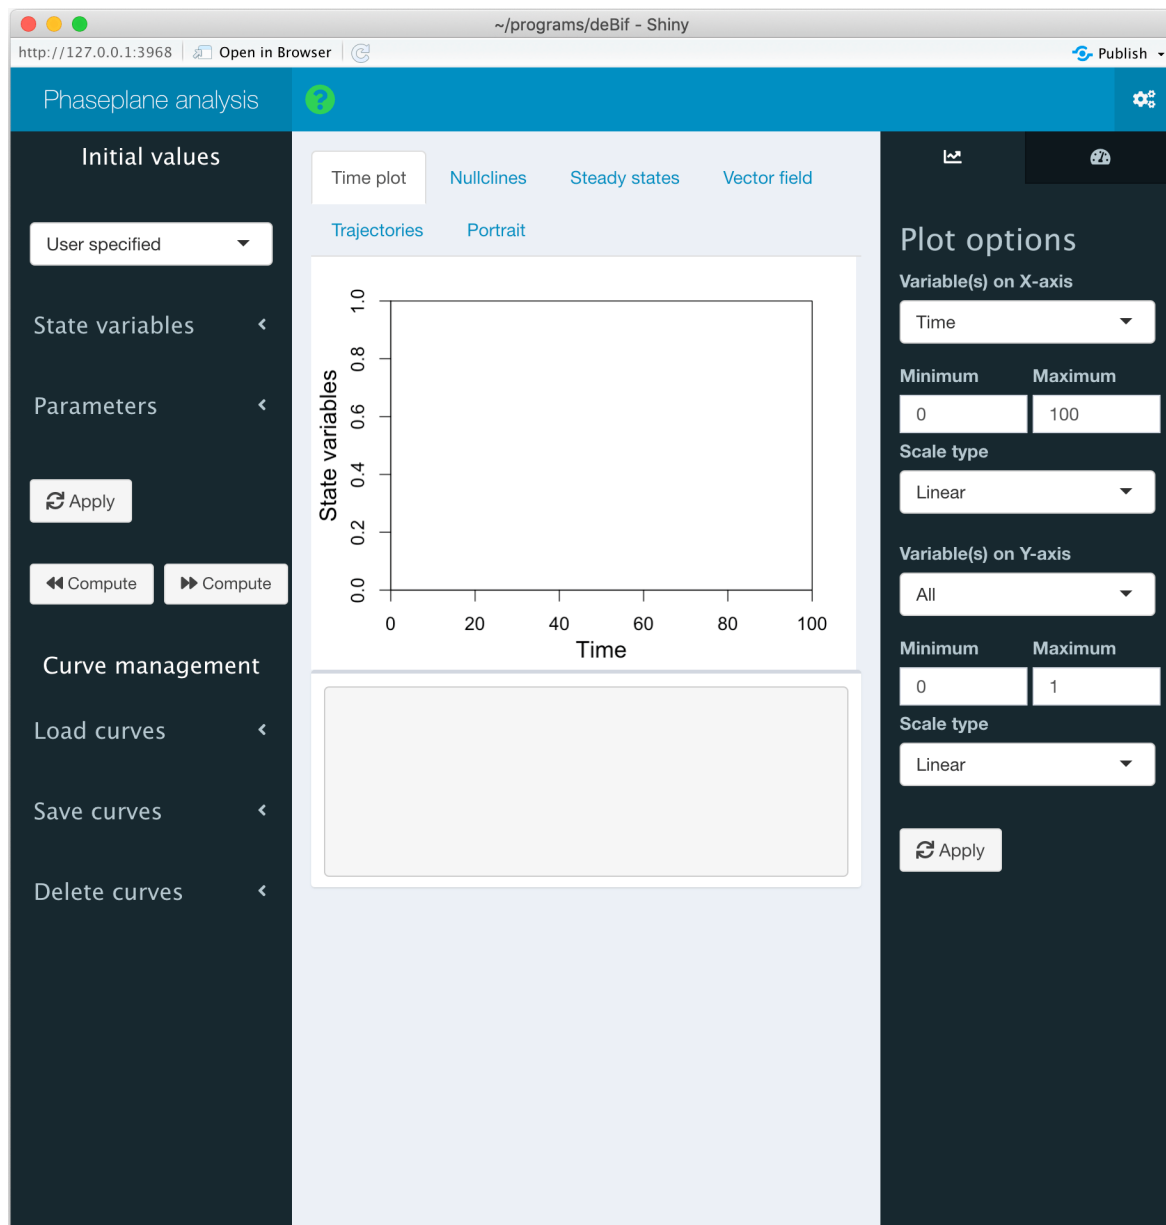 ~/programs/deBif - Shiny
http://127.0.0.1:3968 Open in Browser Publish
Phaseplane analysis ?
Initial values
User specified
State variables
Parameters
Apply
Compute Compute
Curve management
Load curves
Save curves
Delete curves
Time plot Nullclines Steady states Vector field
Trajectories Portrait
State variables
1.0
0.8
0.6
0.4
0.2
0.0
0 20 40 60 80 100
Time
Plot options
Variable(s) on X-axis
Time
Minimum Maximum
0 100
Scale type
Linear
Variable(s) on Y-axis
All
Minimum Maximum
0 1
Scale type
Linear
Apply